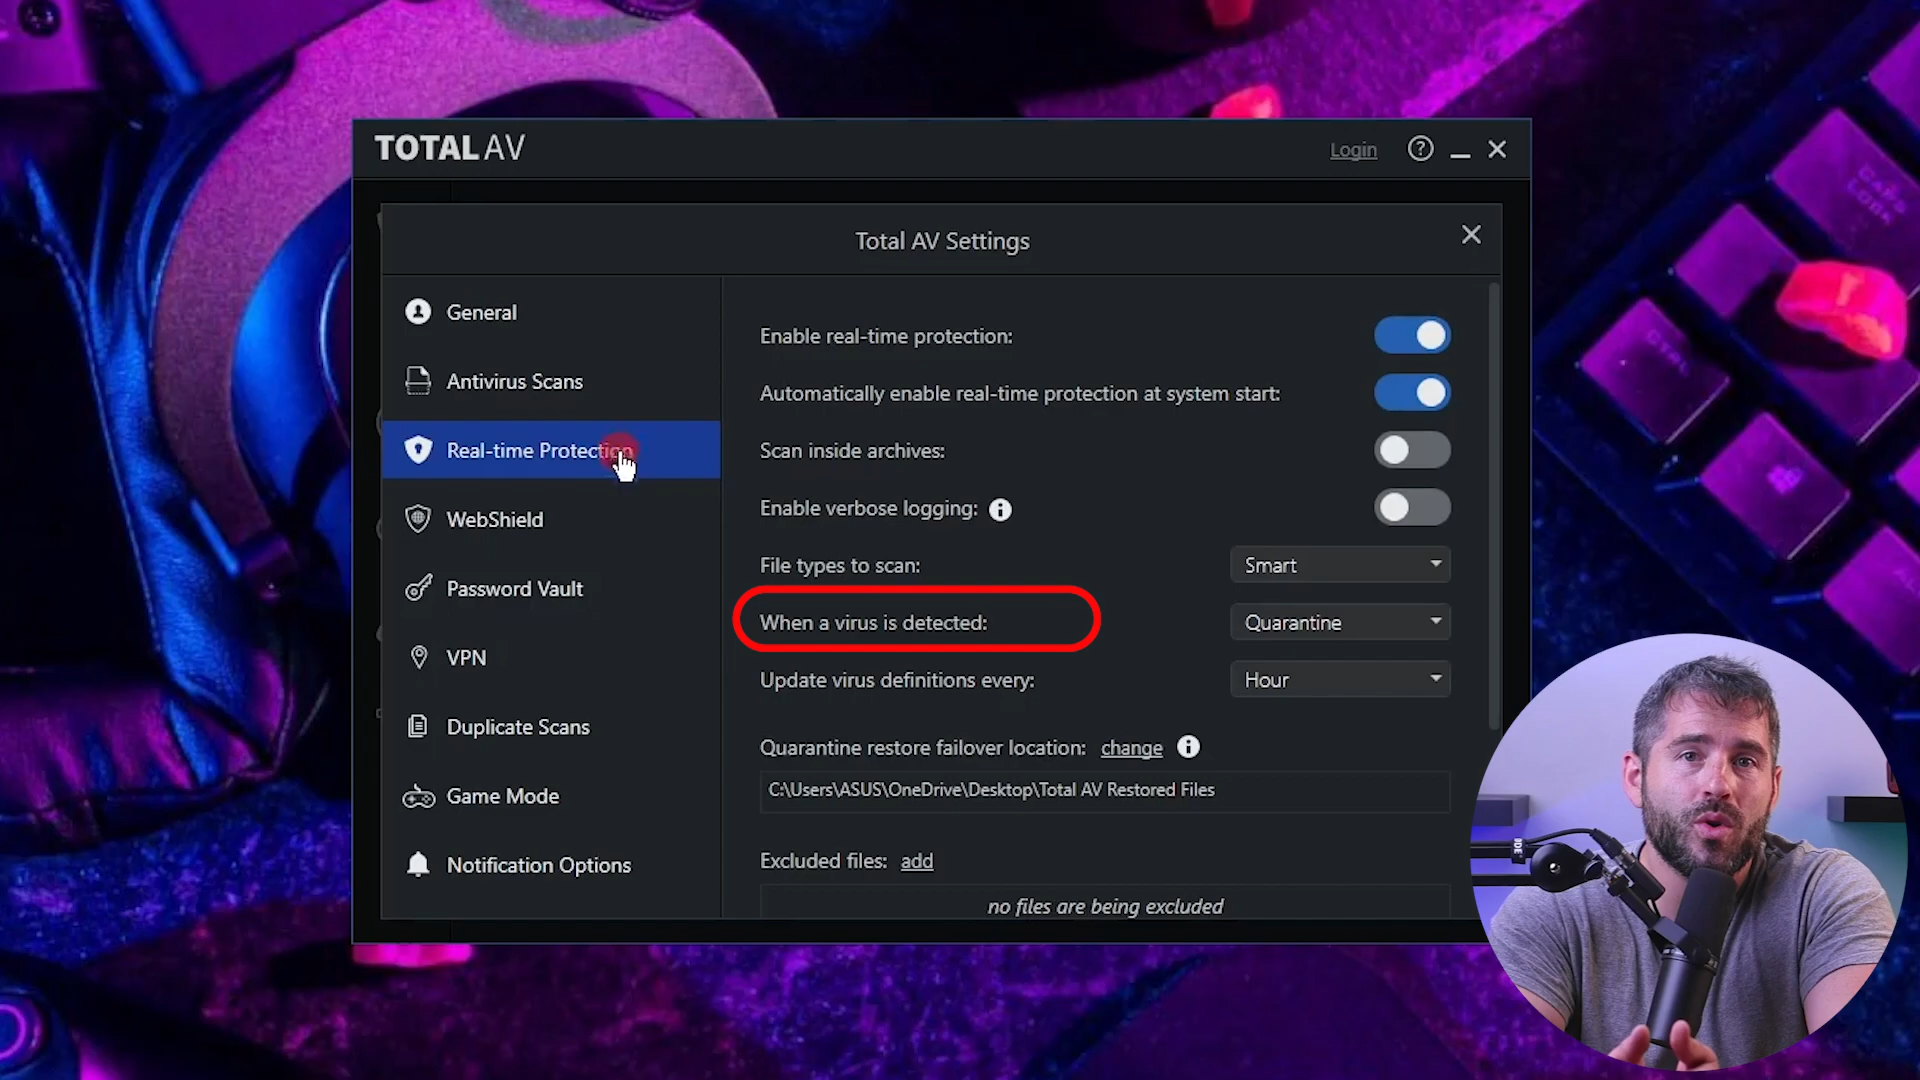 TOTAL AV
Login
Total AV Settings
General
Antivirus Scans
Real-time Protection
WebShield
Password Vault
VPN
Duplicate Scans
Game Mode
Notification Options
Enable real-time protection:
Automatically enable real-time protection at system start:
Scan inside archives:
Enable verbose logging:
File types to scan:
Smart
When a virus is detected:
Quarantine
Update virus definitions every:
Hour
Quarantine restore failover location: change
C:\Users\ASUS\OneDrive\Desktop\Total AV Restored Files
Excluded files: add
no files are being excluded